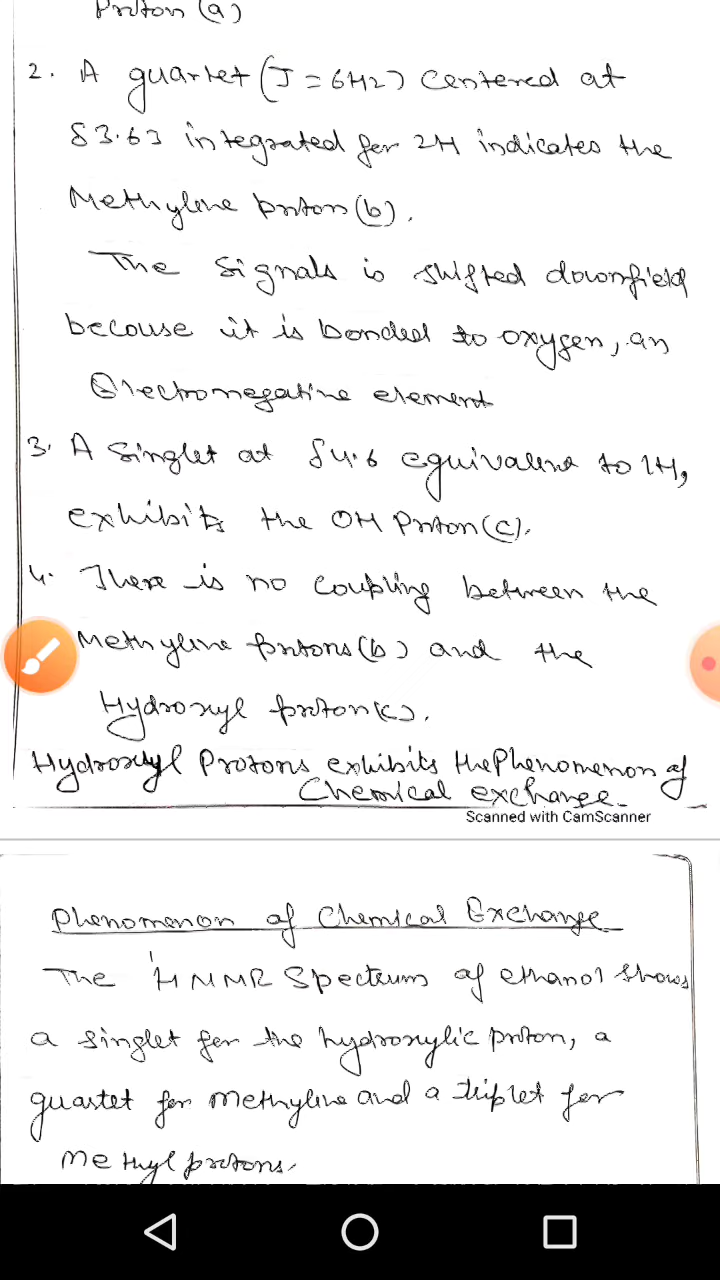 Proton (a)
2. A quartet (J = 6Hz) centered at
δ3.63 integrated for 2H indicates the
Methylene proton (b).
The signals is shifted downfield
because it is bonded to oxygen, an
Electronegative element
3. A singlet at δ4.6 equivalent to 1H,
exhibits the OH proton (c).
4. There is no coupling between the
Methylene protons (b) and the
Hydroxyl proton (c).
Hydroxyl Protons exhibits the Phenomenon of
Chemical exchange.
Scanned with CamScanner
Phenomenon of Chemical Exchange
The ¹H NMR Spectrum of ethanol shows
a singlet for the hydroxylic proton, a
quartet for methylene and a triplet for
methyl protons.